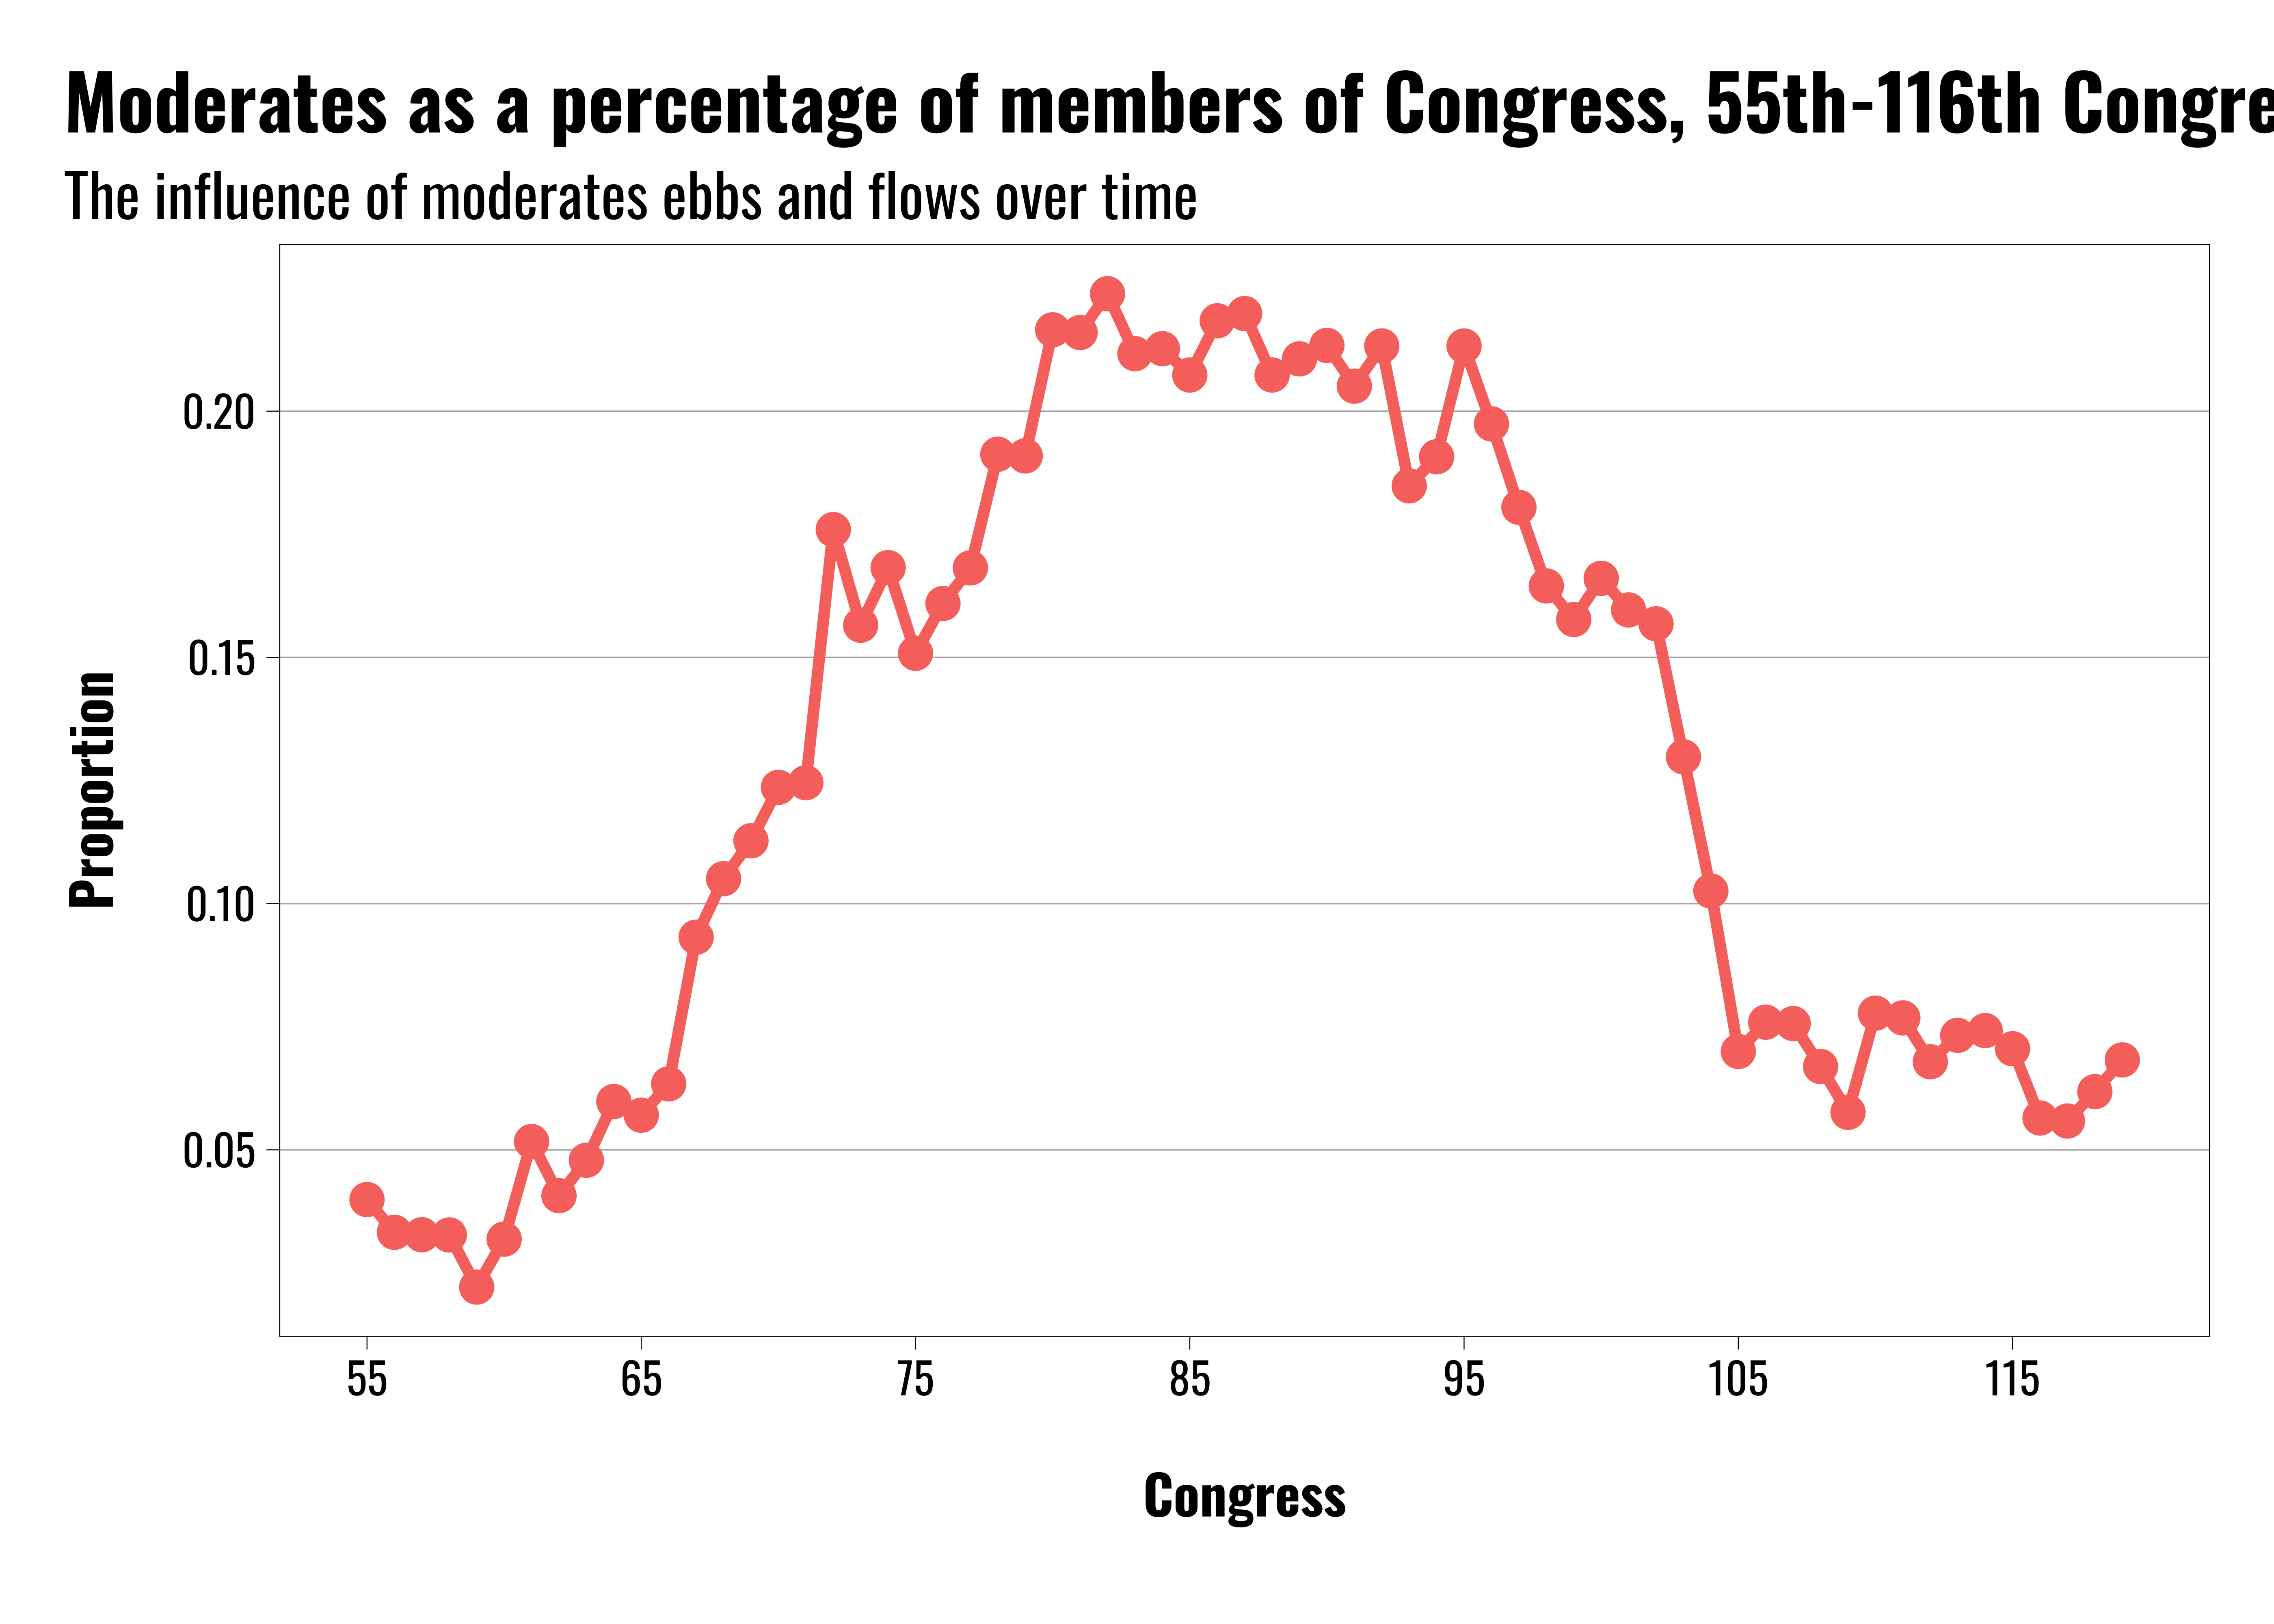 Moderates as a percentage of members of Congress, 55th-116th Congre
The influence of moderates ebbs and flows over time
0.20
0.15
0.10
0.05
Proportion
55 65 75 85 95 105 115
Congress